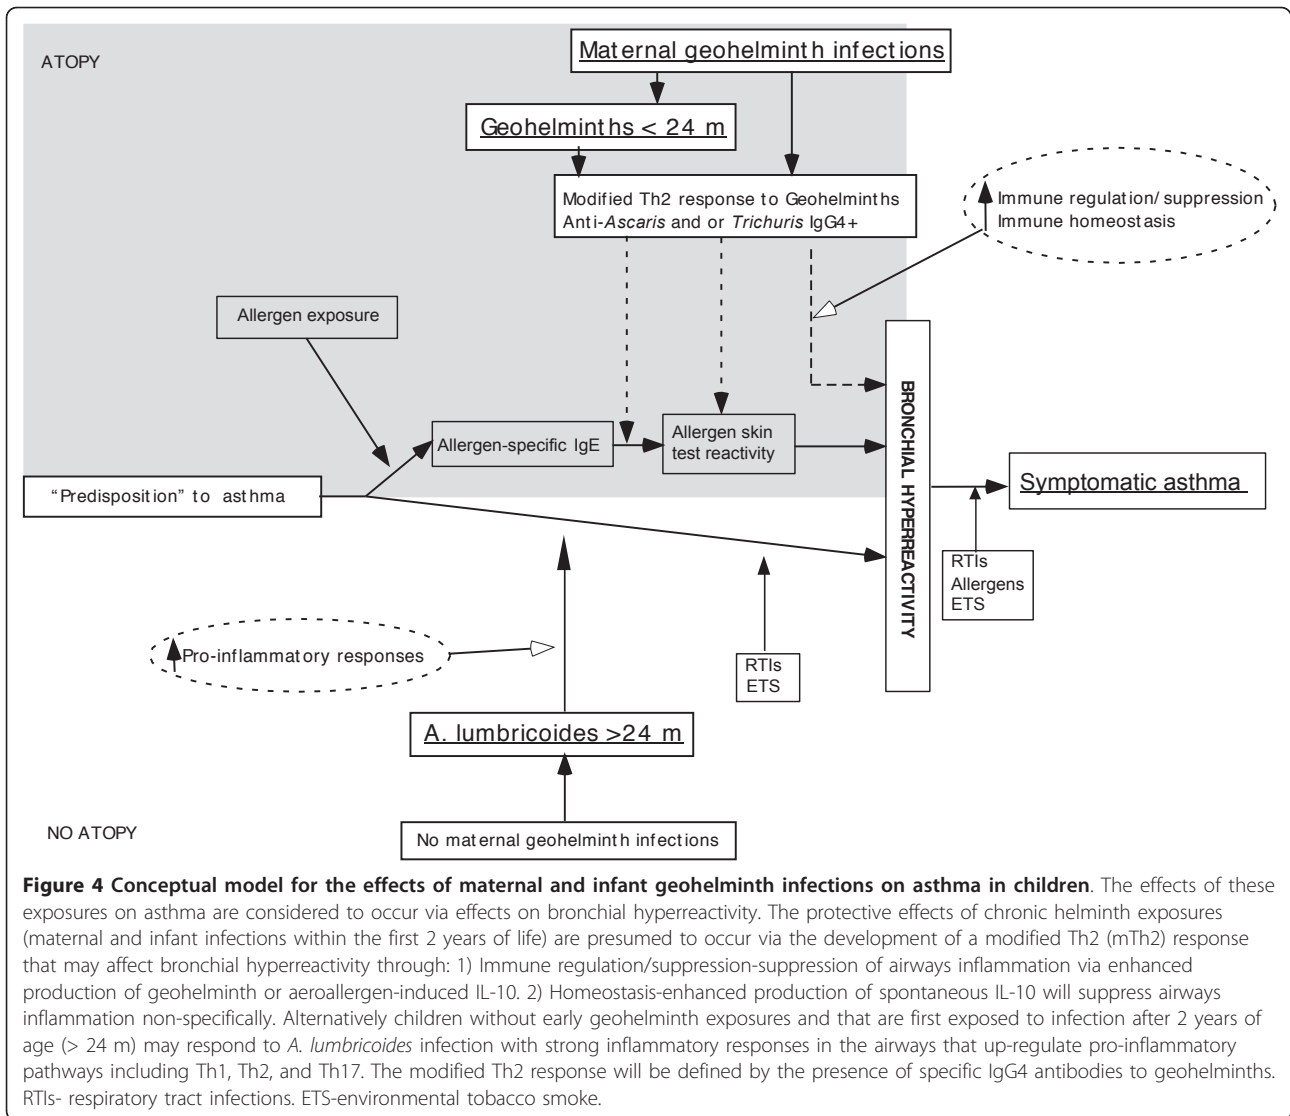 ATOPY
Maternal geohelminth infections
Geohelminths < 24 m
Modified Th2 response to Geohelminths
Anti-Ascaris and or Trichuris IgG4+
Immune regulation/ suppression
Immune homeostasis
Allergen exposure
Allergen-specific IgE
Allergen skin
test reactivity
"Predisposition" to asthma
BRONCHIAL HYPERREACTIVITY
Symptomatic asthma
RTIs
Allergens
ETS
Pro-inflammatory responses
RTIs
ETS
A. lumbricoides >24 m
NO ATOPY
No maternal geohelminth infections
Figure 4 Conceptual model for the effects of maternal and infant geohelminth infections on asthma in children. The effects of these
exposures on asthma are considered to occur via effects on bronchial hyperreactivity. The protective effects of chronic helminth exposures
(maternal and infant infections within the first 2 years of life) are presumed to occur via the development of a modified Th2 (mTh2) response
that may affect bronchial hyperreactivity through: 1) Immune regulation/suppression-suppression of airways inflammation via enhanced
production of geohelminth or aeroallergen-induced IL-10. 2) Homeostasis-enhanced production of spontaneous IL-10 will suppress airways
inflammation non-specifically. Alternatively children without early geohelminth exposures and that are first exposed to infection after 2 years of
age (> 24 m) may respond to A. lumbricoides infection with strong inflammatory responses in the airways that up-regulate pro-inflammatory
pathways including Th1, Th2, and Th17. The modified Th2 response will be defined by the presence of specific IgG4 antibodies to geohelminths.
RTIs- respiratory tract infections. ETS-environmental tobacco smoke.